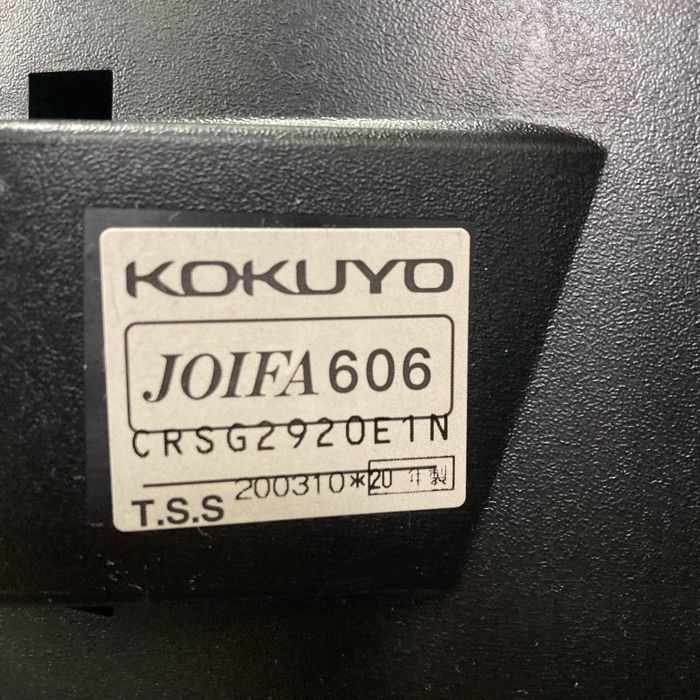 KOKUYO
JOIFA 606
CRSG2920E1N
T.S.S 200310*20 年製